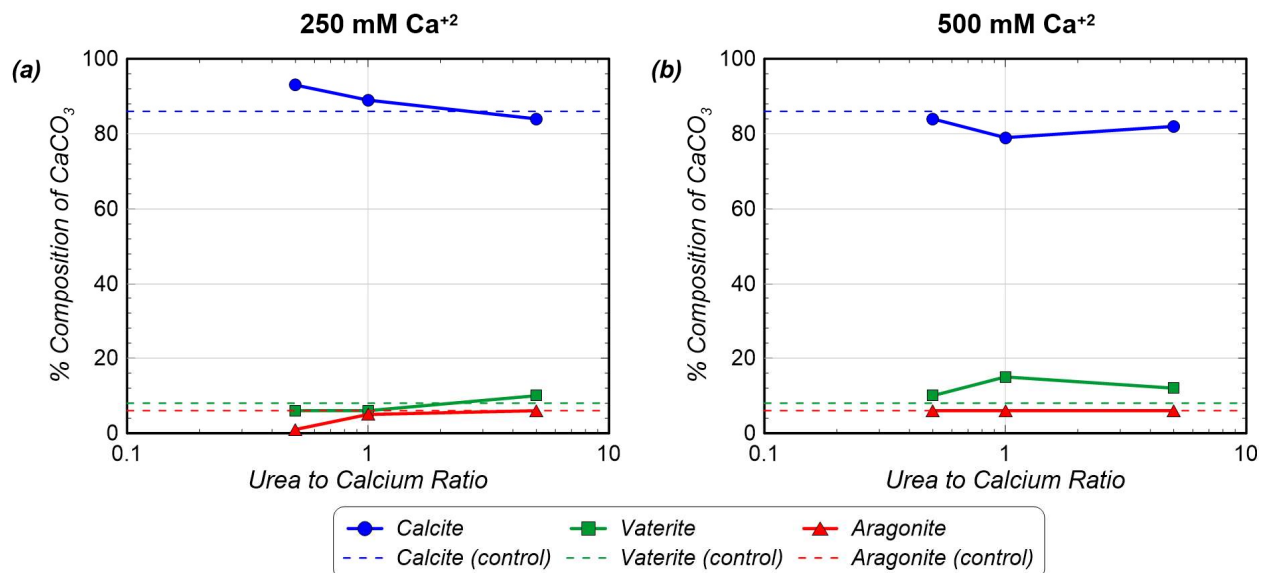 250 mM Ca⁺²
500 mM Ca⁺²
(a)
% Composition of CaCO₃
100
80
60
40
20
0
0.1
1
10
Urea to Calcium Ratio
(b)
% Composition of CaCO₃
100
80
60
40
20
0
0.1
1
10
Urea to Calcium Ratio
Calcite Vaterite Aragonite
Calcite (control) Vaterite (control) Aragonite (control)